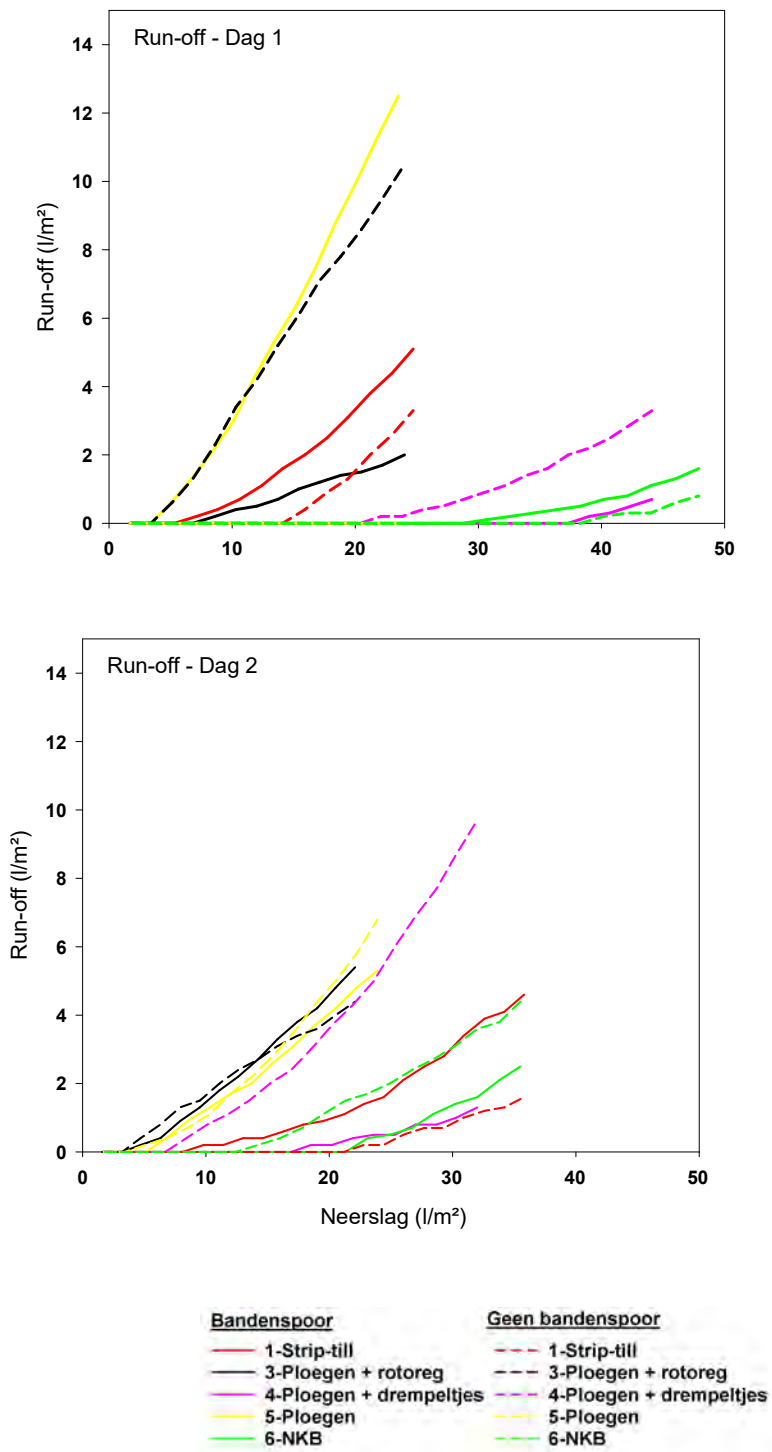 Run-off - Dag 1
14
12
10
8
6
4
2
0
Run-off (l/m²)
0 10 20 30 40 50
Run-off - Dag 2
14
12
10
8
6
4
2
0
Run-off (l/m²)
0 10 20 30 40 50
Neerslag (l/m²)
Bandenspoor Geen bandenspoor
1-Strip-till 1-Strip-till
3-Ploegen + rotoreg 3-Ploegen + rotoreg
4-Ploegen + drempeltjes 4-Ploegen + drempeltjes
5-Ploegen 5-Ploegen
6-NKB 6-NKB